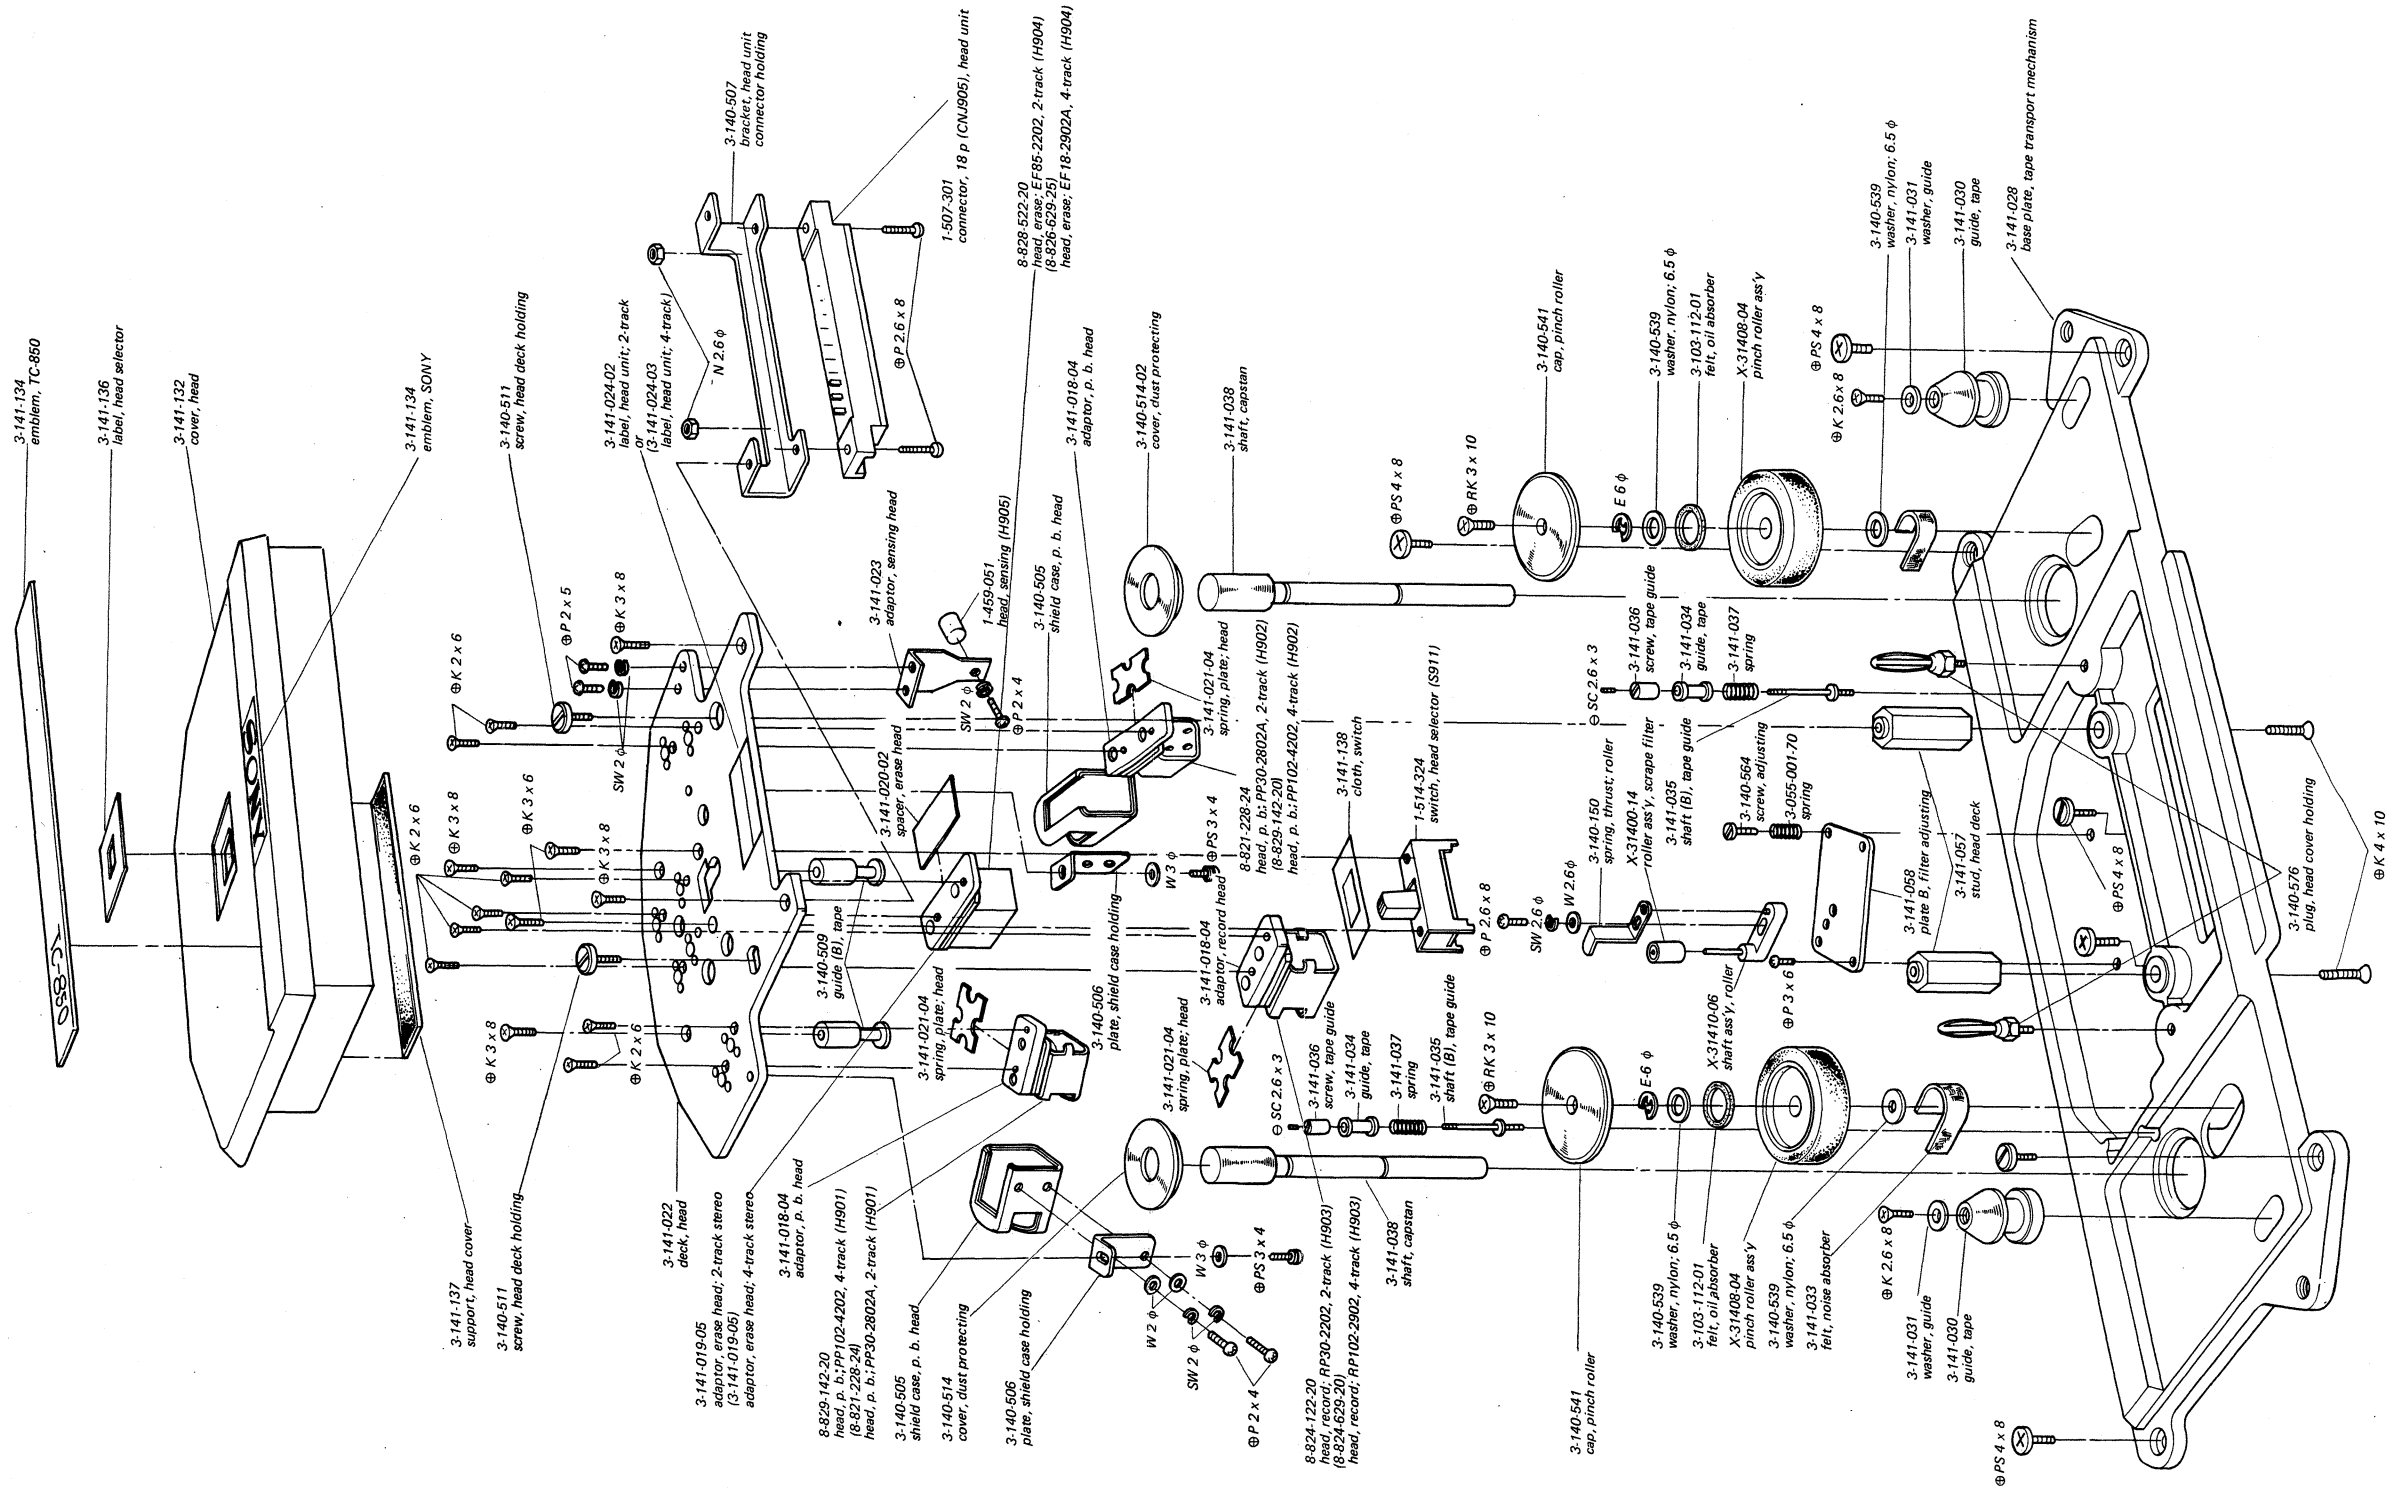 3-141-134
emblem, TC-850
3-141-136
label, head selector
3-141-132
cover, head
3-141-134
emblem, SONY
TC-850
SONY
3-140-511
screw, head deck holding
3-141-024-02
label, head unit; 2-track
or
(3-141-024-03
label, head unit; 4-track)
N 2.6 φ
3-140-507
bracket, head unit
connector holding
⊕P 2.6 x 8
1-507-301
connector, 18 p (CNJ905), head unit
8-828-522-20
head, erase; EF85-2202, 2-track (H904)
(8-826-629-25)
head, erase; EF18-2902A, 4-track (H904)
⊕K 2 x 6
⊕P 2 x 5
⊕K 3 x 8
SW 2 φ
⊕K 2 x 6
⊕K 3 x 8
⊕K 3 x 6
⊕K 3 x 8
⊕K 3 x 8
⊕K 2 x 6
3-141-137
support, head cover
3-140-511
screw, head deck holding
3-141-022
deck, head
3-141-023
adaptor, sensing head
1-459-051
head, sensing (H905)
SW 2 φ
⊕P 2 x 4
3-140-505
shield case, p. b. head
3-141-018-04
adaptor, p. b. head
3-140-514-02
cover, dust protecting
3-141-038
shaft, capstan
3-141-020-02
spacer, erase head
3-141-021-04
spring, plate; head
8-821-228-24
head, p. b.; PP30-2802A, 2-track (H902)
(8-829-142-20)
head, p. b.; PP102-4202, 4-track (H902)
W 3 φ
⊕PS 3 x 4
3-141-138
cloth, switch
1-514-324
switch, head selector (S911)
3-140-509
guide (B), tape
3-141-021-04
spring, plate; head
3-140-506
plate, shield case holding
3-141-018-04
adaptor, record head
3-141-021-04
spring, plate; head
3-141-019-05
adaptor, erase head; 2-track stereo
(3-141-019-05)
adaptor, erase head; 4-track stereo
3-141-018-04
adaptor, p. b. head
8-829-142-20
head, p. b.; PP102-4202, 4-track (H901)
(8-821-228-24)
head, p. b.; PP30-2802A, 2-track (H901)
3-140-505
shield case, p. b. head
3-140-514
cover, dust protecting
3-140-506
plate, shield case holding
W 2 φ
SW 2 φ
⊕P 2 x 4
W 3 φ
⊕PS 3 x 4
8-824-122-20
head, record; RP30-2202, 2-track (H903)
(8-824-629-20)
head, record; RP102-2902, 4-track (H903)
3-141-038
shaft, capstan
⊖SC 2.6 x 3
3-141-036
screw, tape guide
3-141-034
guide, tape
3-141-037
spring
3-141-035
shaft (B), tape guide
⊕RK 3 x 10
⊕P 2.6 x 8
SW 2.6 φ
W 2.6 φ
3-140-150
spring, thrust; roller
X-31400-14
roller ass'y, scrape filter
3-141-035
shaft (B), tape guide
⊖SC 2.6 x 3
3-141-036
screw, tape guide
3-141-034
guide, tape
3-141-037
spring
3-140-564
screw, adjusting
3-055-001-70
spring
X-31410-06
shaft ass'y, roller
⊕P 3 x 6
3-141-058
plate B, filter adjusting
3-141-057
stud, head deck
3-140-576
plug, head cover holding
⊕PS 4 x 8
⊕K 4 x 10
⊕PS 4 x 8
⊕RK 3 x 10
3-140-541
cap, pinch roller
E 6 φ
3-140-539
washer, nylon; 6.5 φ
3-103-112-01
felt, oil absorber
X-31408-04
pinch roller ass'y
⊕PS 4 x 8
⊕K 2.6 x 8
3-140-539
washer, nylon; 6.5 φ
3-141-031
washer, guide
3-141-030
guide, tape
3-141-028
base plate, tape transport mechanism
3-140-541
cap, pinch roller
E-6 φ
3-140-539
washer, nylon; 6.5 φ
3-103-112-01
felt, oil absorber
X-31408-04
pinch roller ass'y
3-140-539
washer, nylon; 6.5 φ
3-141-033
felt, noise absorber
⊕K 2.6 x 8
3-141-031
washer, guide
3-141-030
guide, tape
⊕PS 4 x 8